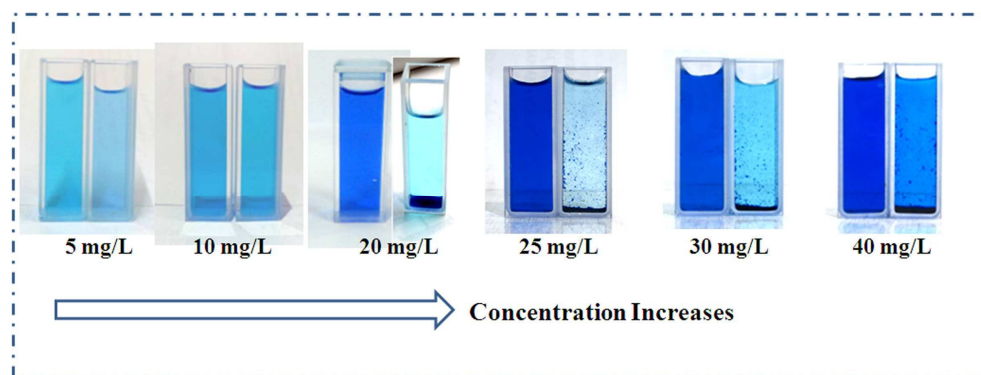 5 mg/L
10 mg/L
20 mg/L
25 mg/L
30 mg/L
40 mg/L
Concentration Increases